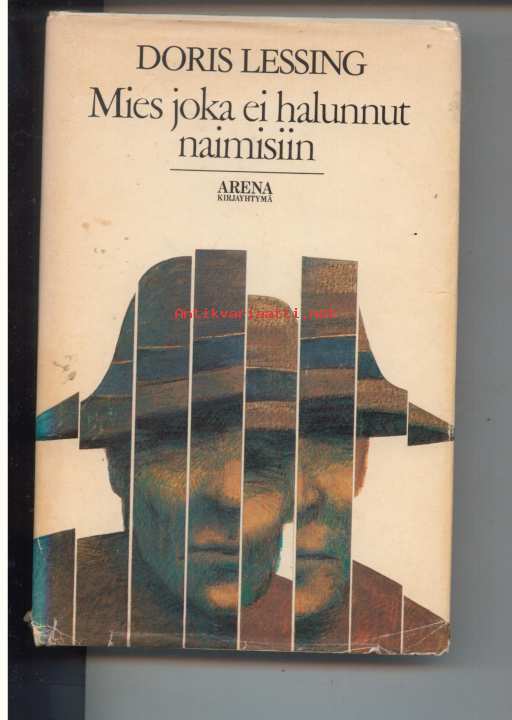 DORIS LESSING
Mies joka ei halunnut
naimisiin
ARENA
KIRJAYHTYMÄ
Antikvariaatti.net